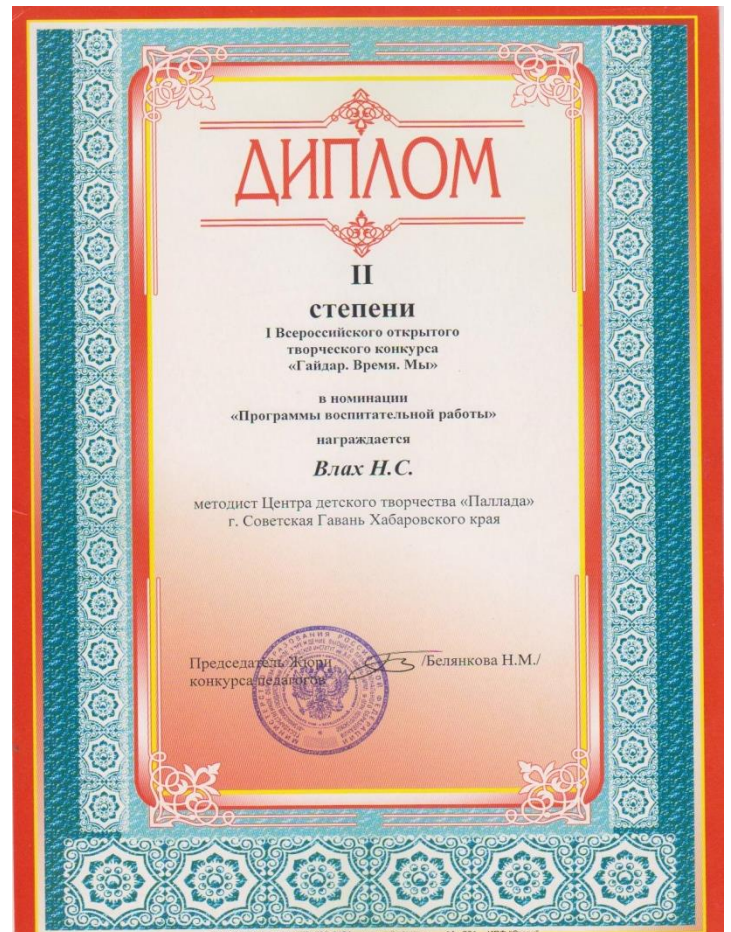 ДИПЛОМ
II
степени
I Всероссийского открытого
творческого конкурса
«Гайдар. Время. Мы»
в номинации
«Программы воспитательной работы»
награждается
Влах Н.С.
методист Центра детского творчества «Паллада»
г. Советская Гавань Хабаровского края
Председатель Жюри /Белянкова Н.М./
конкурса педагогов